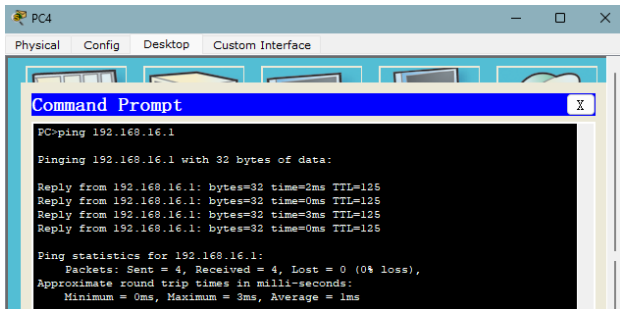 PC4
Physical Config Desktop Custom Interface
Command Prompt
X
PC>ping 192.168.16.1
Pinging 192.168.16.1 with 32 bytes of data:
Reply from 192.168.16.1: bytes=32 time=2ms TTL=125
Reply from 192.168.16.1: bytes=32 time=0ms TTL=125
Reply from 192.168.16.1: bytes=32 time=3ms TTL=125
Reply from 192.168.16.1: bytes=32 time=0ms TTL=125
Ping statistics for 192.168.16.1:
Packets: Sent = 4, Received = 4, Lost = 0 (0% loss),
Approximate round trip times in milli-seconds:
Minimum = 0ms, Maximum = 3ms, Average = 1ms